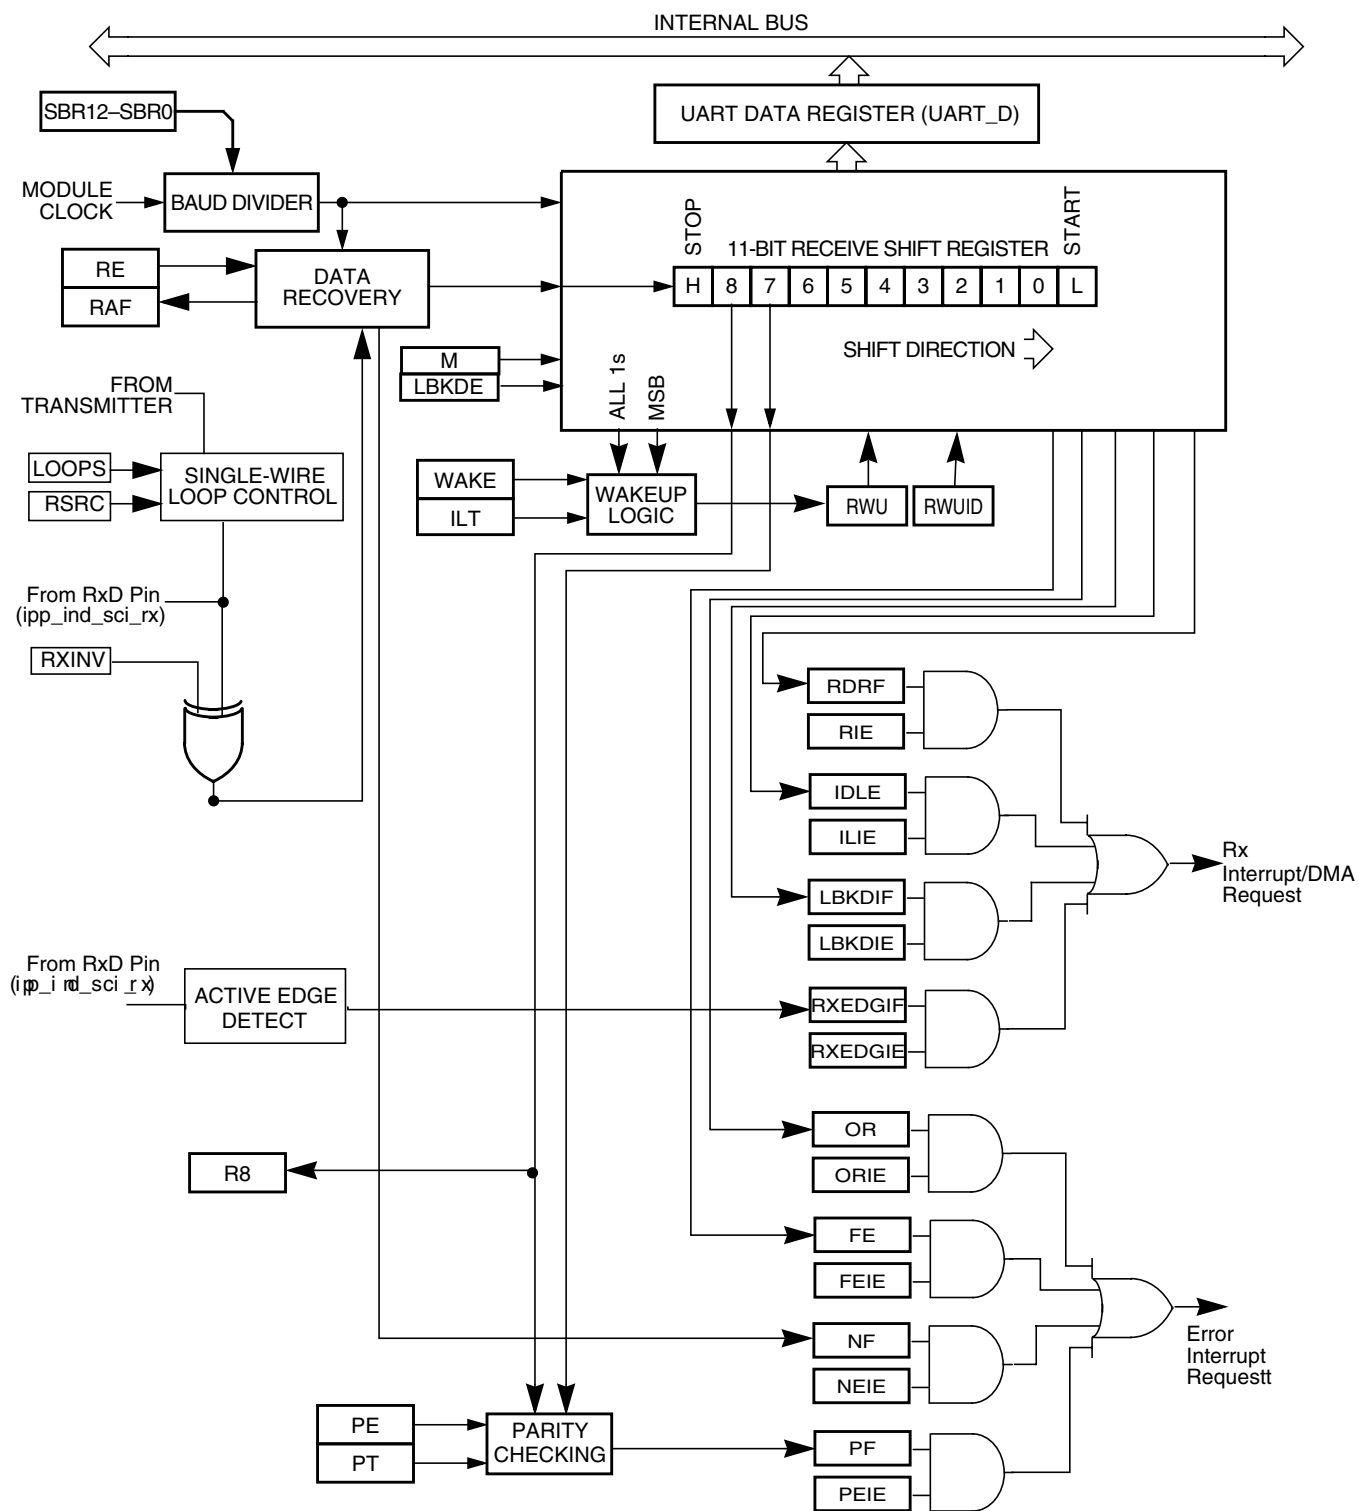 INTERNAL BUS
SBR12–SBR0
UART DATA REGISTER (UART_D)
MODULE
CLOCK
BAUD DIVIDER
STOP
START
11-BIT RECEIVE SHIFT REGISTER
RE
RAF
DATA
RECOVERY
H 8 7 6 5 4 3 2 1 0 L
SHIFT DIRECTION
M
LBKDE
ALL 1s
MSB
FROM
TRANSMITTER
LOOPS
RSRC
SINGLE-WIRE
LOOP CONTROL
WAKE
ILT
WAKEUP
LOGIC
RWU
RWUID
From RxD Pin
(ipp_ind_sci_rx)
RXINV
RDRF
RIE
IDLE
ILIE
Rx
Interrupt/DMA
Request
LBKDIF
LBKDIE
From RxD Pin
(ipp_ind_sci_rx)
ACTIVE EDGE
DETECT
RXEDGIF
RXEDGIE
OR
ORIE
R8
FE
FEIE
NF
NEIE
Error
Interrupt
Requestt
PE
PT
PARITY
CHECKING
PF
PEIE